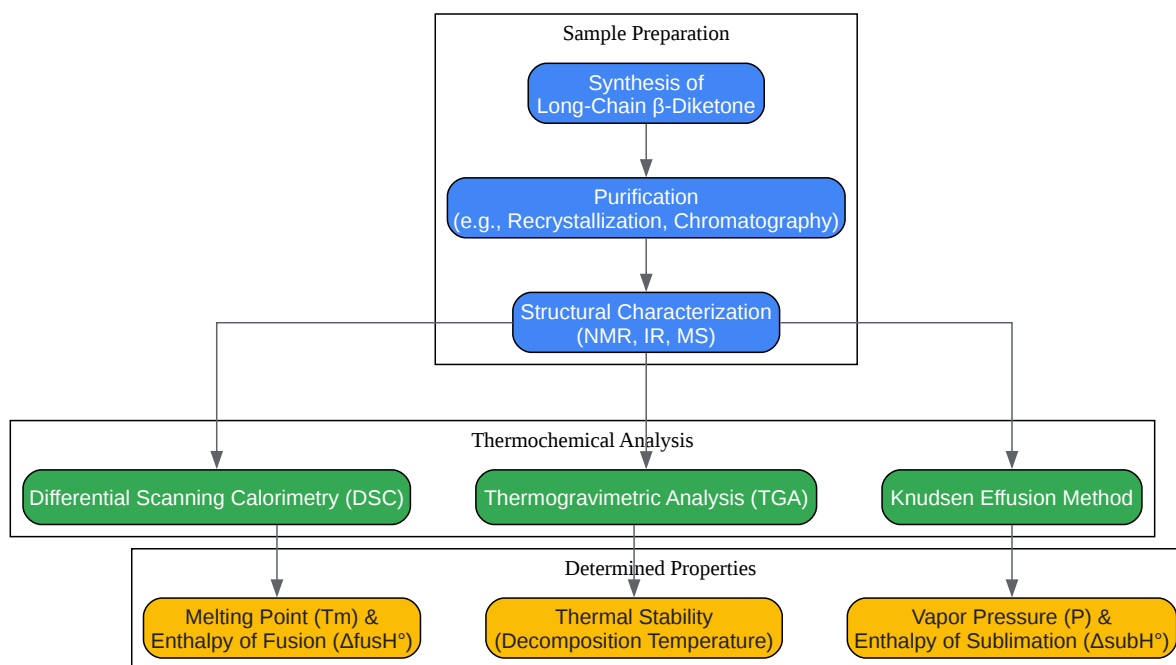 Sample Preparation
Synthesis of
Long-Chain β-Diketone
Purification
(e.g., Recrystallization, Chromatography)
Structural Characterization
(NMR, IR, MS)
Thermochemical Analysis
Differential Scanning Calorimetry (DSC)
Thermogravimetric Analysis (TGA)
Knudsen Effusion Method
Determined Properties
Melting Point (Tm) &
Enthalpy of Fusion (ΔfusH°)
Thermal Stability
(Decomposition Temperature)
Vapor Pressure (P) &
Enthalpy of Sublimation (ΔsubH°)